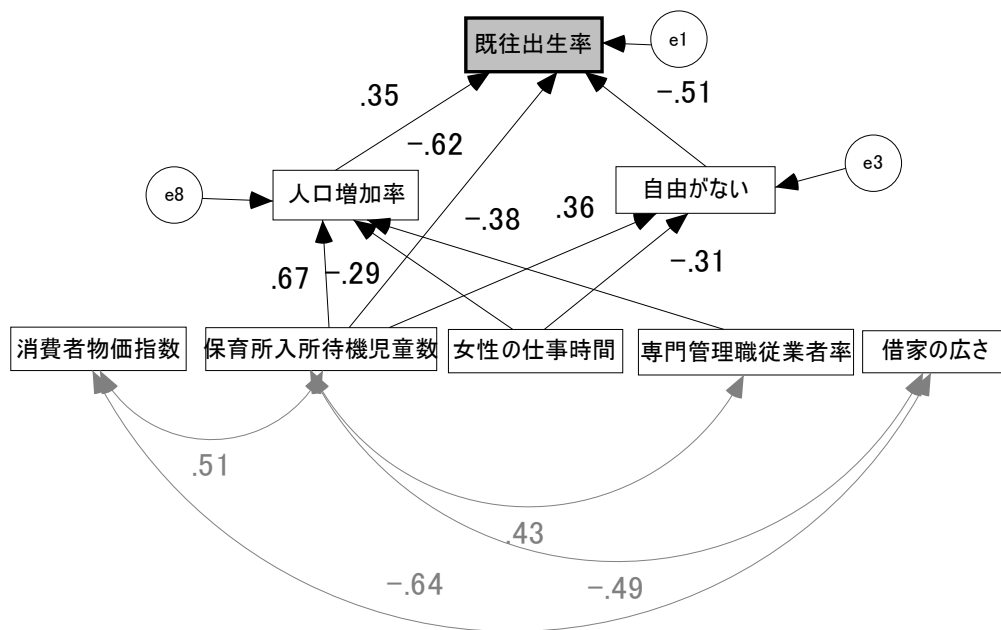 既往出生率
e1
.35
-.51
-.62
e8
人口増加率
自由がない
e3
-.38
.36
.67
-.29
-.31
消費者物価指数
保育所入所待機児童数
女性の仕事時間
専門管理職従業者率
借家の広さ
.51
.43
-.64
-.49